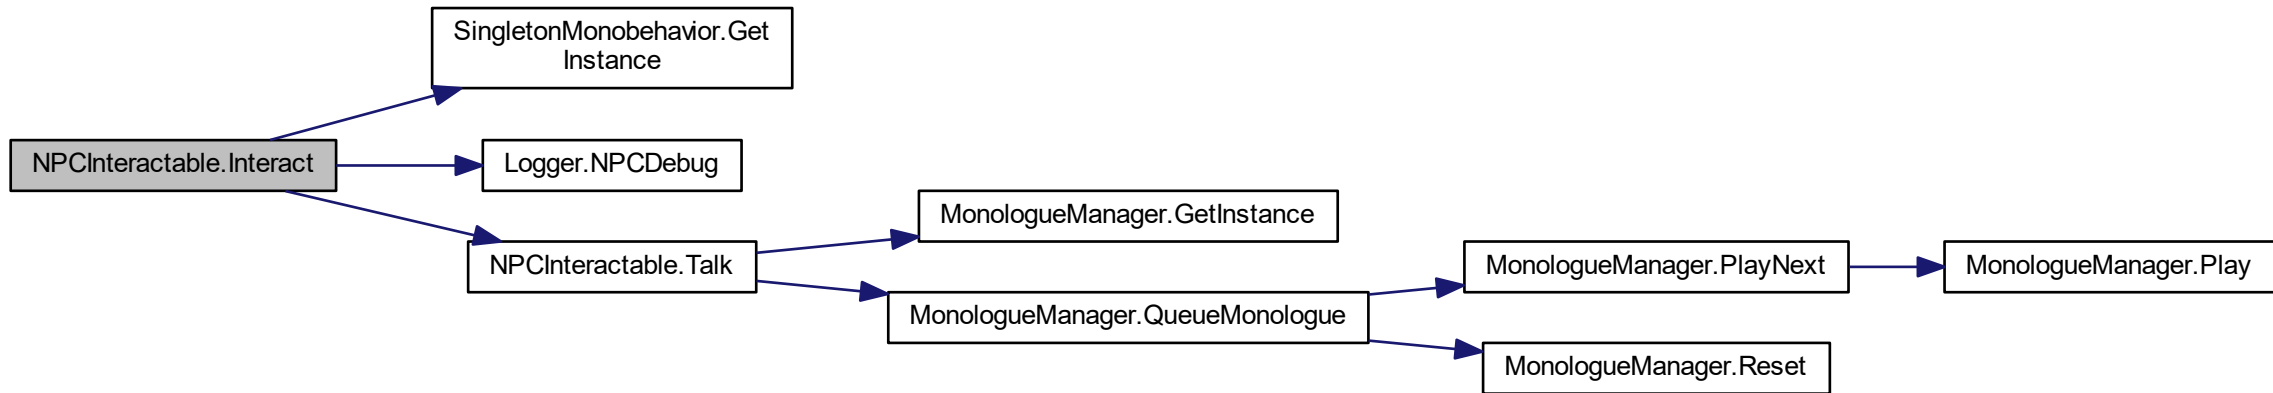 SingletonMonobehavior.Get
Instance
NPCInteractable.Interact
Logger.NPCDebug
MonologueManager.GetInstance
NPCInteractable.Talk
MonologueManager.PlayNext
MonologueManager.Play
MonologueManager.QueueMonologue
MonologueManager.Reset